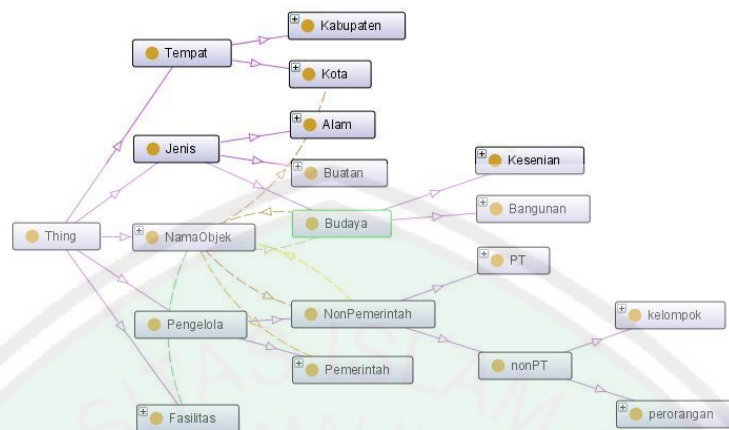 Kabupaten
Tempat
Kota
Alam
Jenis
Kesenian
Buatan
Bangunan
Budaya
Thing
NamaObjek
PT
NonPemerintah
kelompok
Pengelola
nonPT
Pemerintah
Fasilitas
perorangan